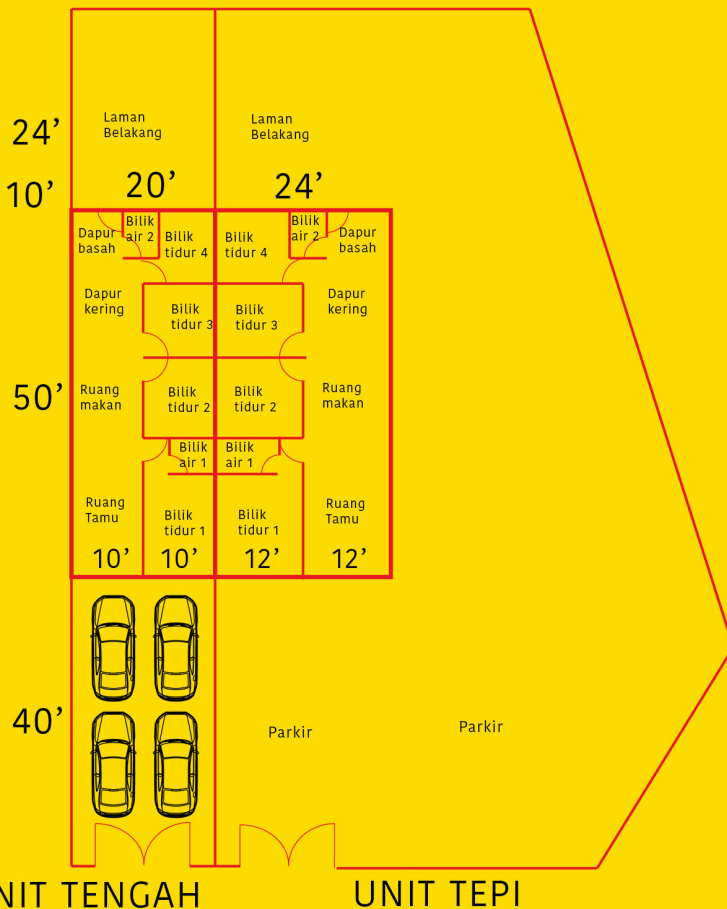 Laman
Belakang
Laman
Belakang
24’
10’
20’
24’
Dapur
basah
Bilik
air 2
Bilik
tidur 4
Bilik
tidur 4
Bilik
air 2
Dapur
basah
Dapur
kering
Bilik
tidur 3
Bilik
tidur 3
Dapur
kering
50’
Ruang
makan
Bilik
tidur 2
Bilik
tidur 2
Ruang
makan
Bilik
air 1
Bilik
air 1
Ruang
Tamu
Bilik
tidur 1
Bilik
tidur 1
Ruang
Tamu
10’
10’
12’
12’
40’
Parkir
Parkir
NIT TENGAH
UNIT TEPI